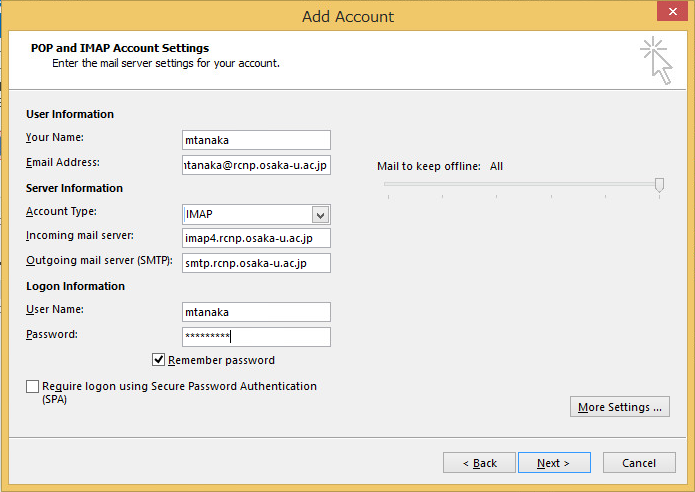 Add Account
POP and IMAP Account Settings
Enter the mail server settings for your account.
User Information
Your Name: mtanaka
Email Address: ntanaka@rcnp.osaka-u.ac.jp
Mail to keep offline: All
Server Information
Account Type: IMAP
Incoming mail server: imap4.rcnp.osaka-u.ac.jp
Outgoing mail server (SMTP): smtp.rcnp.osaka-u.ac.jp
Logon Information
User Name: mtanaka
Password: *********
Remember password
Require logon using Secure Password Authentication
(SPA)
More Settings ...
< Back Next > Cancel